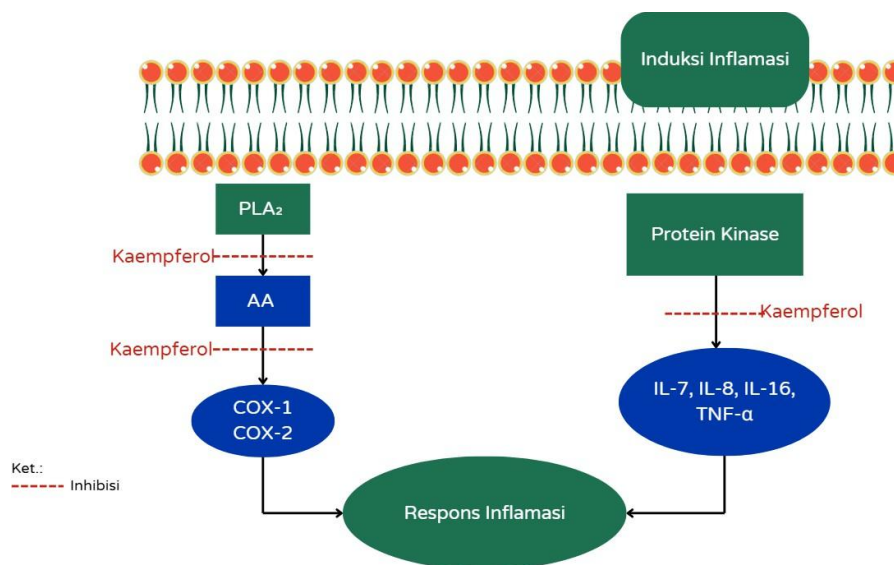 Induksi Inflamasi
PLA₂
Protein Kinase
Kaempferol
AA
Kaempferol
Kaempferol
COX-1
COX-2
IL-7, IL-8, IL-16,
TNF-α
Ket.:
Inhibisi
Respons Inflamasi